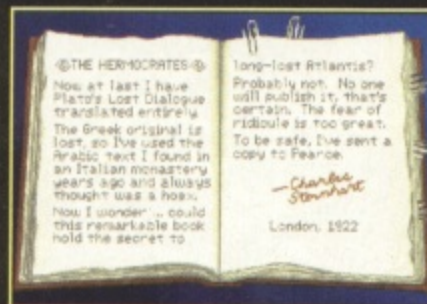 THE HERMOCRATES
Now at last I have
Plato's Lost Dialogue
translated entirely.
The Greek original is
lost, so I've used the
Arabic text I found in
an Italian monastery
years ago and always
thought was a hoax.
Now I wonder ... could
this remarkable book
hold the secret to
long-lost Atlantis?
Probably not. No one
will publish it, that's
certain. The fear of
ridicule is too great.
To be safe, I've sent a
copy to Pearce.
—Charles
Sternhart
London, 1922